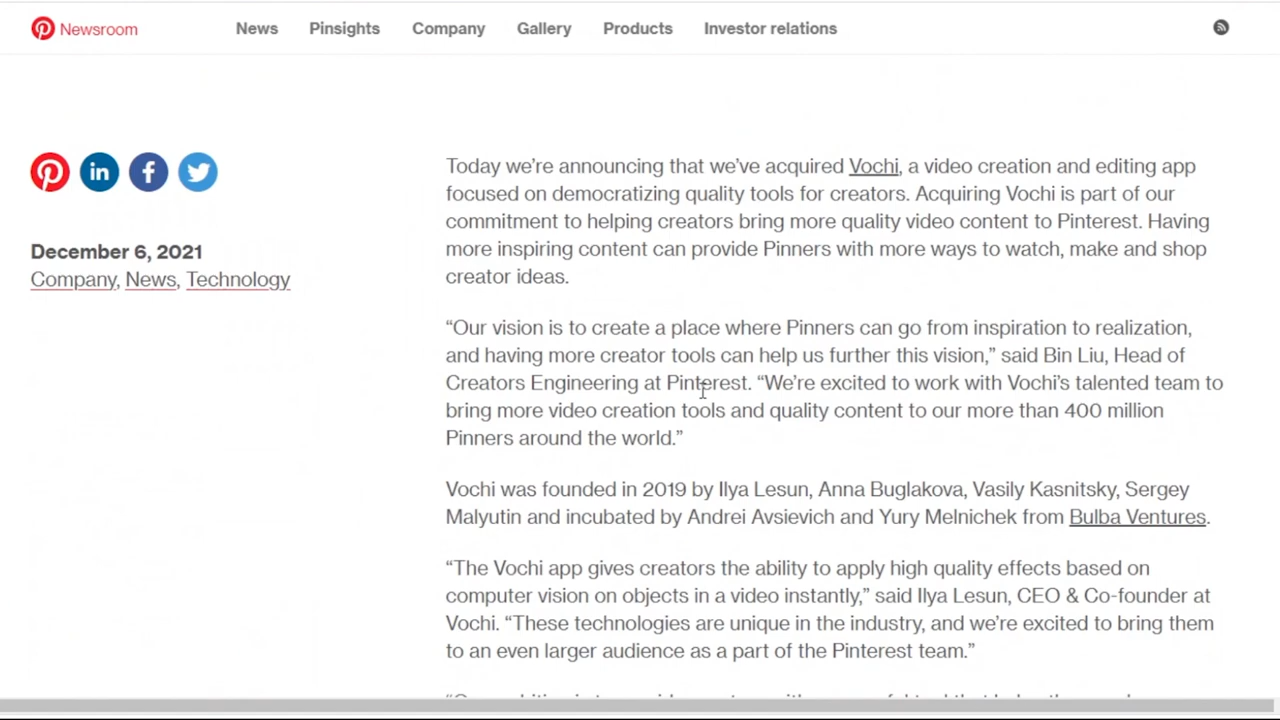 Newsroom
News Pinsights Company Gallery Products Investor relations
December 6, 2021
Company, News, Technology
Today we’re announcing that we’ve acquired Vochi, a video creation and editing app
focused on democratizing quality tools for creators. Acquiring Vochi is part of our
commitment to helping creators bring more quality video content to Pinterest. Having
more inspiring content can provide Pinners with more ways to watch, make and shop
creator ideas.
“Our vision is to create a place where Pinners can go from inspiration to realization,
and having more creator tools can help us further this vision,” said Bin Liu, Head of
Creators Engineering at Pinterest. “We’re excited to work with Vochi’s talented team to
bring more video creation tools and quality content to our more than 400 million
Pinners around the world.”
Vochi was founded in 2019 by Ilya Lesun, Anna Buglakova, Vasily Kasnitsky, Sergey
Malyutin and incubated by Andrei Avsievich and Yury Melnichek from Bulba Ventures.
“The Vochi app gives creators the ability to apply high quality effects based on
computer vision on objects in a video instantly,” said Ilya Lesun, CEO & Co-founder at
Vochi. “These technologies are unique in the industry, and we’re excited to bring them
to an even larger audience as a part of the Pinterest team.”